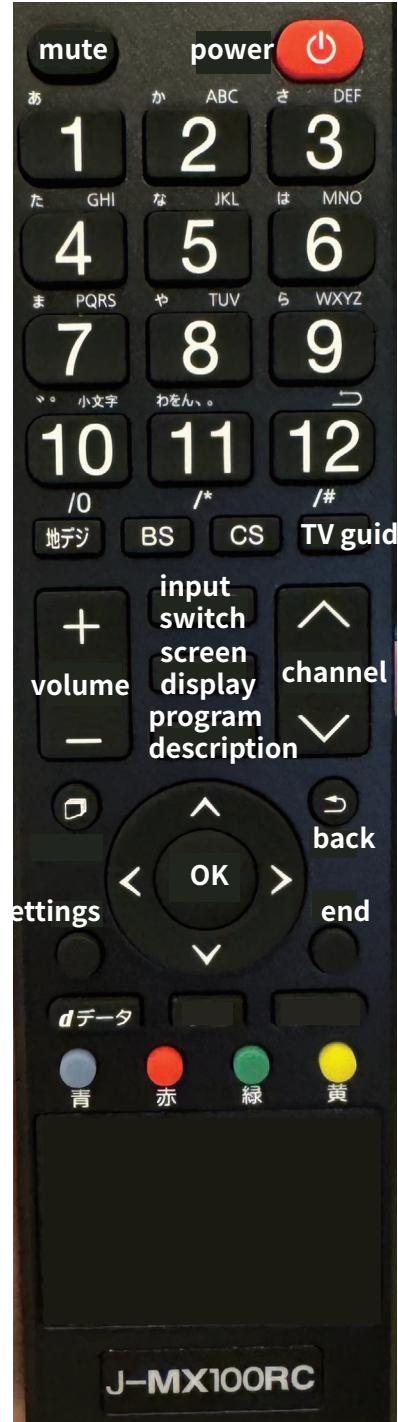 mute power
あ か ABC さ DEF
1 2 3
た GHI な JKL は MNO
4 5 6
ま PQRS や TUV ら WXYZ
7 8 9
゛゜ 小文字 わをん、。
10 11 12
/0 /* /#
地デジ BS CS TV guid
+ input
switch
screen
volume display channel
− program
description
back
OK
ettings end
dデータ
青 赤 緑 黄
J-MX100RC